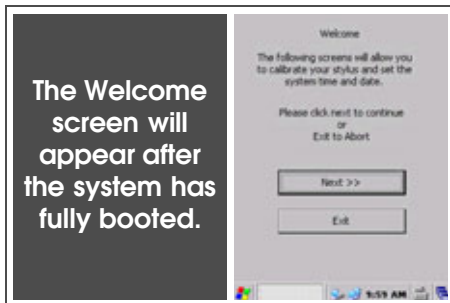 The Welcome
screen will
appear after
the system has
fully booted.
Welcome
The following screens will allow you
to calibrate your stylus and set the
system time and date.
Please click next to continue
or
Exit to Abort
Next >>
Exit
9:59 AM